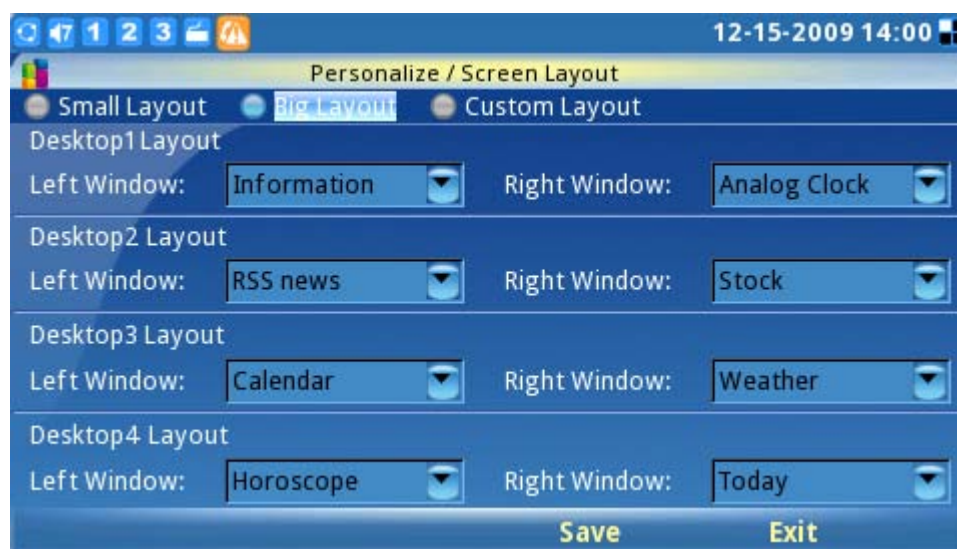 47 1 2 3 12-15-2009 14:00
Personalize / Screen Layout
Small Layout Big Layout Custom Layout
Desktop1 Layout
Left Window: Information Right Window: Analog Clock
Desktop2 Layout
Left Window: RSS news Right Window: Stock
Desktop3 Layout
Left Window: Calendar Right Window: Weather
Desktop4 Layout
Left Window: Horoscope Right Window: Today
Save Exit